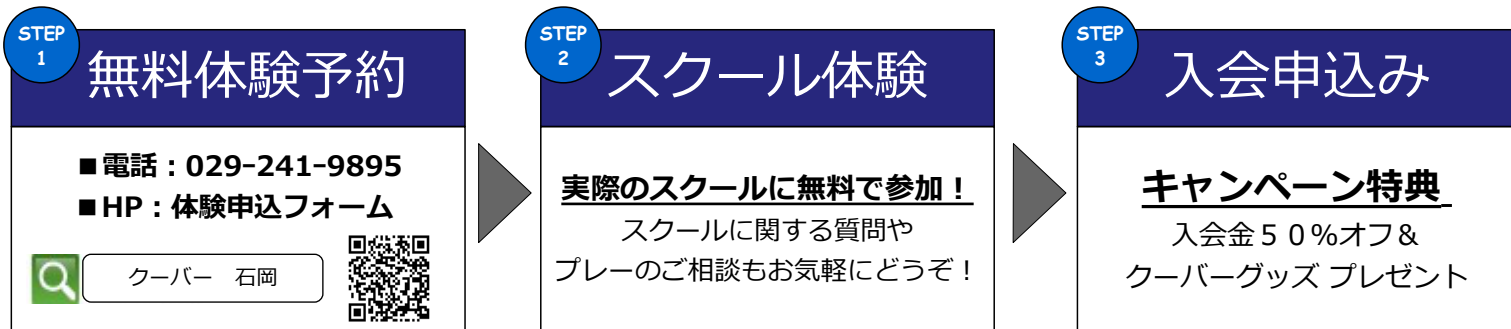 STEP
1
無料体験予約
■電話：029-241-9895
■HP：体験申込フォーム
クーバー　石岡
STEP
2
スクール体験
実際のスクールに無料で参加！
スクールに関する質問や
プレーのご相談もお気軽にどうぞ！
STEP
3
入会申込み
キャンペーン特典
入会金５０％オフ＆
クーバーグッズ プレゼント